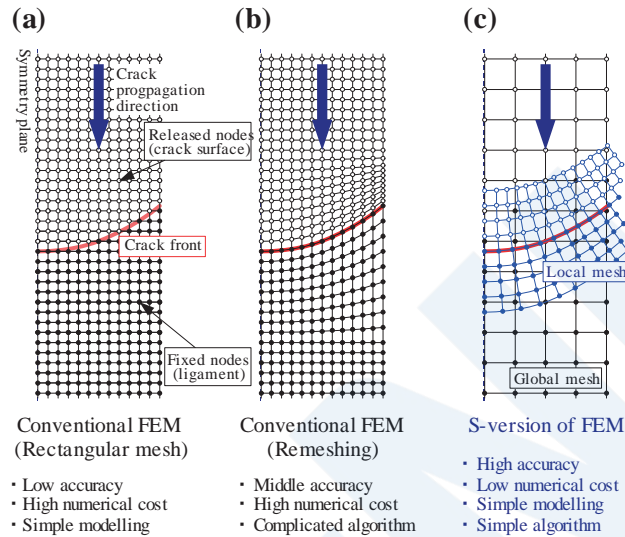 (a)
Symmetry plane
Crack
progpagation
direction
Released nodes
(crack surface)
Crack front
Fixed nodes
(ligament)
Conventional FEM
(Rectangular mesh)
• Low accuracy
• High numerical cost
• Simple modelling
(b)
Conventional FEM
(Remeshing)
• Middle accuracy
• High numerical cost
• Complicated algorithm
(c)
Local mesh
Global mesh
S-version of FEM
• High accuracy
• Low numerical cost
• Simple modelling
• Simple algorithm